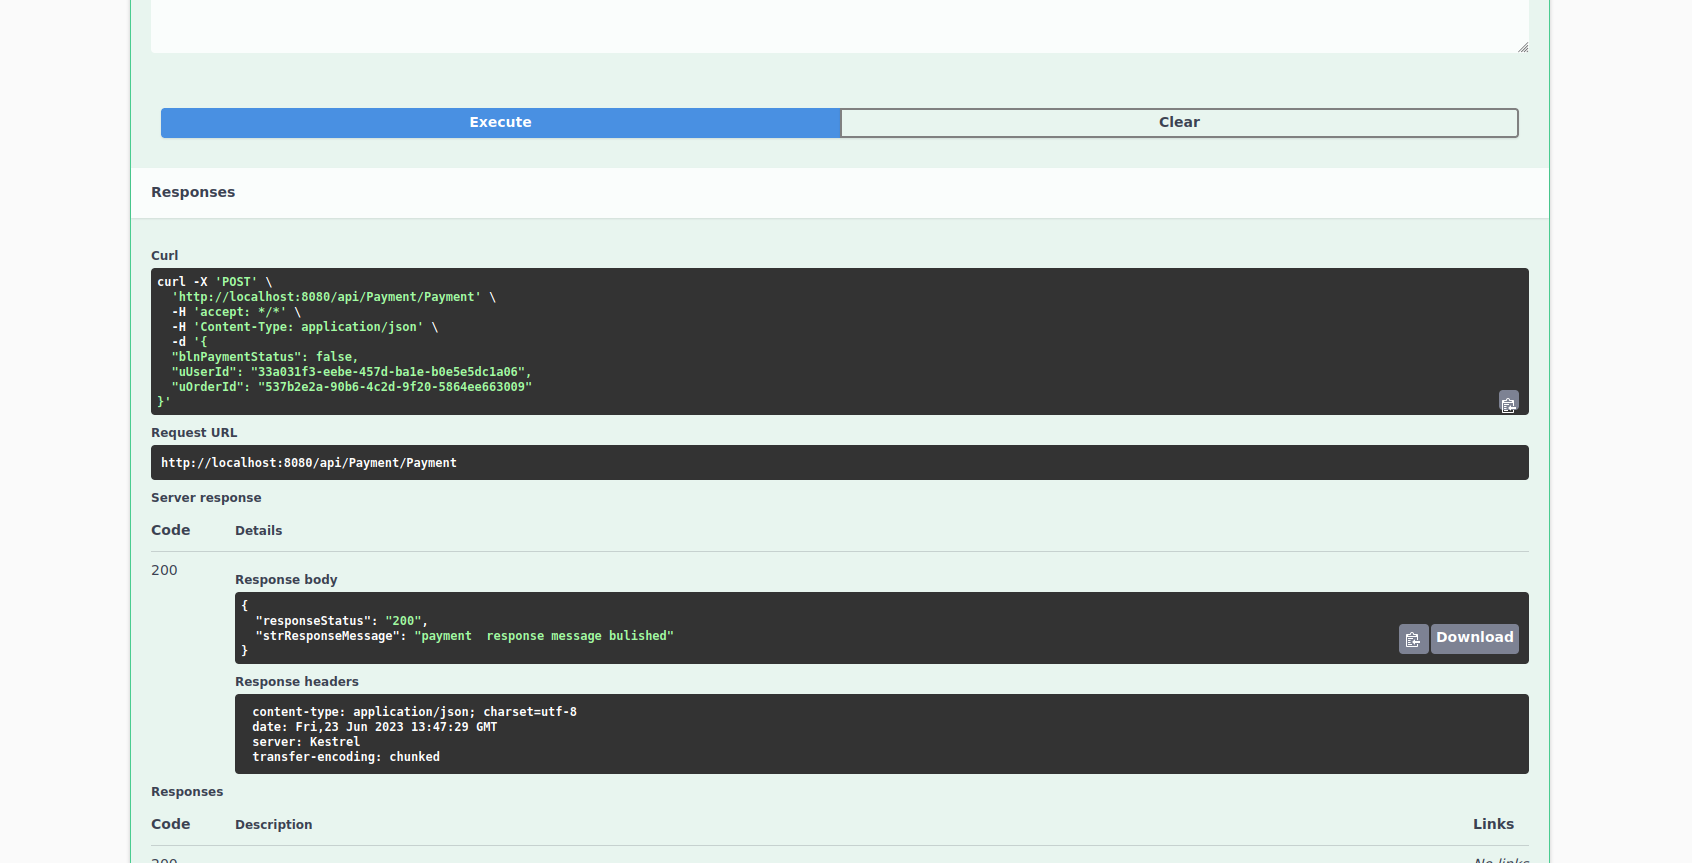 Execute
Clear
Responses
Curl
curl -X 'POST' \
'http://localhost:8080/api/Payment/Payment' \
-H 'accept: */*' \
-H 'Content-Type: application/json' \
-d '{
"blnPaymentStatus": false,
"uUserId": "33a031f3-eebe-457d-ba1e-b0e5e5dc1a06",
"uOrderId": "537b2e2a-90b6-4c2d-9f20-5864ee663009"
}'
Request URL
http://localhost:8080/api/Payment/Payment
Server response
Code Details
200
Response body
{
"responseStatus": "200",
"strResponseMessage": "payment  response message bulished"
}
Download
Response headers
content-type: application/json; charset=utf-8
date: Fri,23 Jun 2023 13:47:29 GMT
server: Kestrel
transfer-encoding: chunked
Responses
Code Description Links
200 No links